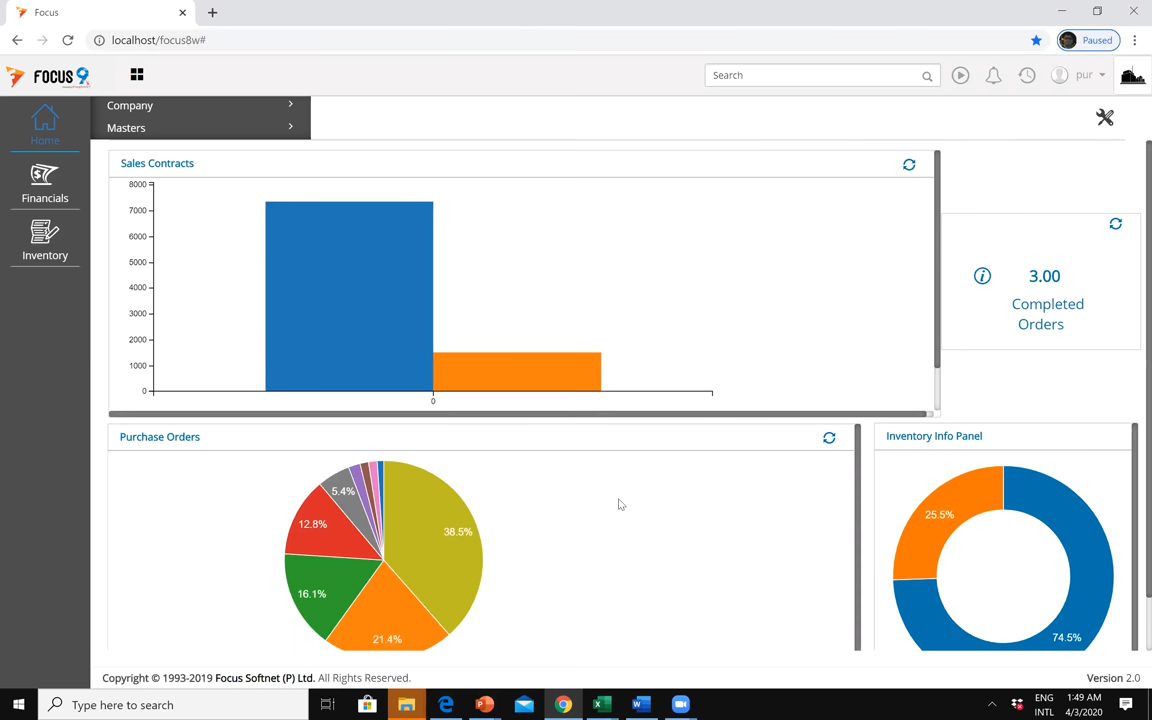 Focus
localhost/focus8w#
Paused
FOCUS 9
Search
pur
Home
Financials
Inventory
Company
Masters
Sales Contracts
8000
7000
6000
5000
4000
3000
2000
1000
0
0
3.00
Completed
Orders
Purchase Orders
38.5%
21.4%
16.1%
12.8%
5.4%
Inventory Info Panel
25.5%
74.5%
Copyright © 1993-2019 Focus Softnet (P) Ltd. All Rights Reserved.
Version 2.0
Type here to search
ENG
INTL
1:49 AM
4/3/2020